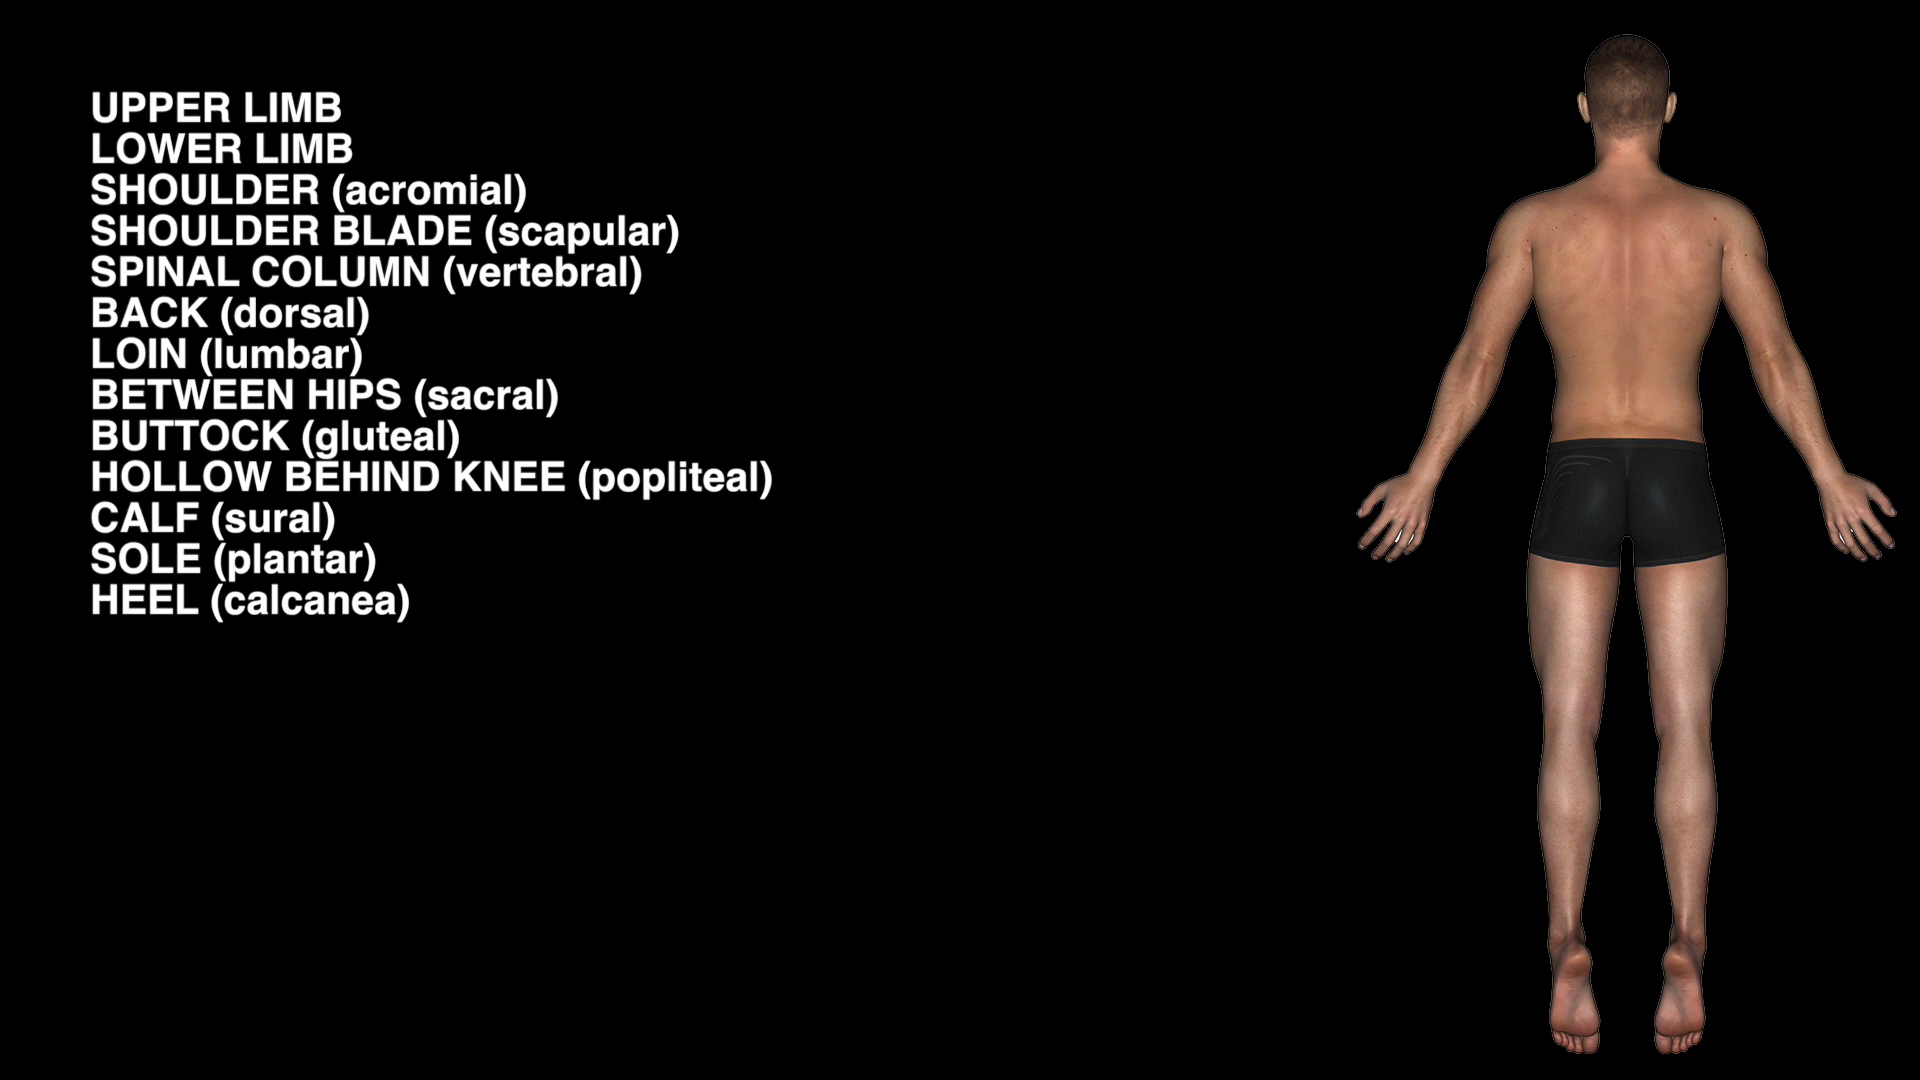 UPPER LIMB
LOWER LIMB
SHOULDER (acromial)
SHOULDER BLADE (scapular)
SPINAL COLUMN (vertebral)
BACK (dorsal)
LOIN (lumbar)
BETWEEN HIPS (sacral)
BUTTOCK (gluteal)
HOLLOW BEHIND KNEE (popliteal)
CALF (sural)
SOLE (plantar)
HEEL (calcanea)